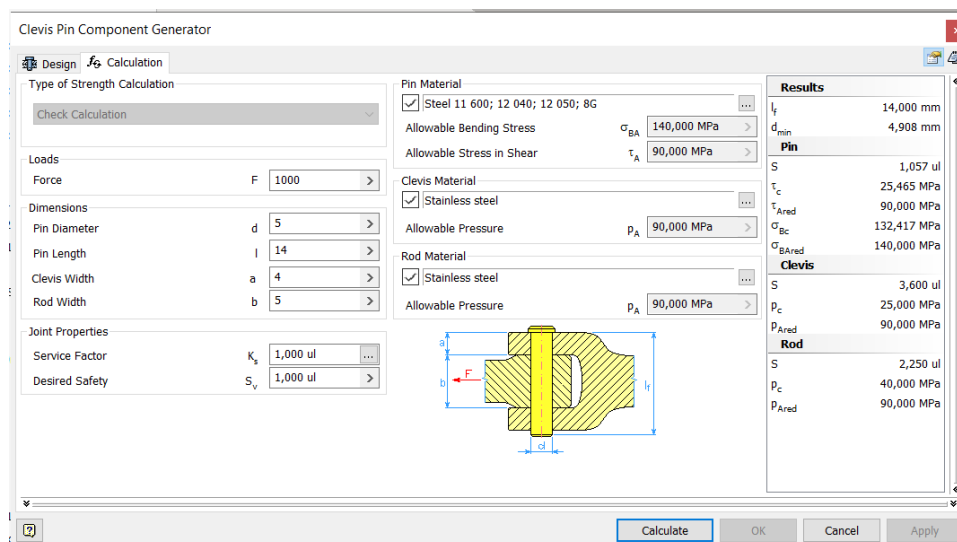 Clevis Pin Component Generator
Design
Calculation
Type of Strength Calculation
Check Calculation
Loads
Force F 1000
Dimensions
Pin Diameter d 5
Pin Length l 14
Clevis Width a 4
Rod Width b 5
Joint Properties
Service Factor Ks 1,000 ul ...
Desired Safety Sv 1,000 ul
Pin Material
Steel 11 600; 12 040; 12 050; 8G ...
Allowable Bending Stress σBA 140,000 MPa
Allowable Stress in Shear τA 90,000 MPa
Clevis Material
Stainless steel ...
Allowable Pressure pA 90,000 MPa
Rod Material
Stainless steel ...
Allowable Pressure pA 90,000 MPa
a
b
F
lf
d
Results
lf 14,000 mm
dmin 4,908 mm
Pin
S 1,057 ul
τc 25,465 MPa
τAred 90,000 MPa
σBc 132,417 MPa
σBAred 140,000 MPa
Clevis
S 3,600 ul
pc 25,000 MPa
pAred 90,000 MPa
Rod
S 2,250 ul
pc 40,000 MPa
pAred 90,000 MPa
Calculate
OK
Cancel
Apply